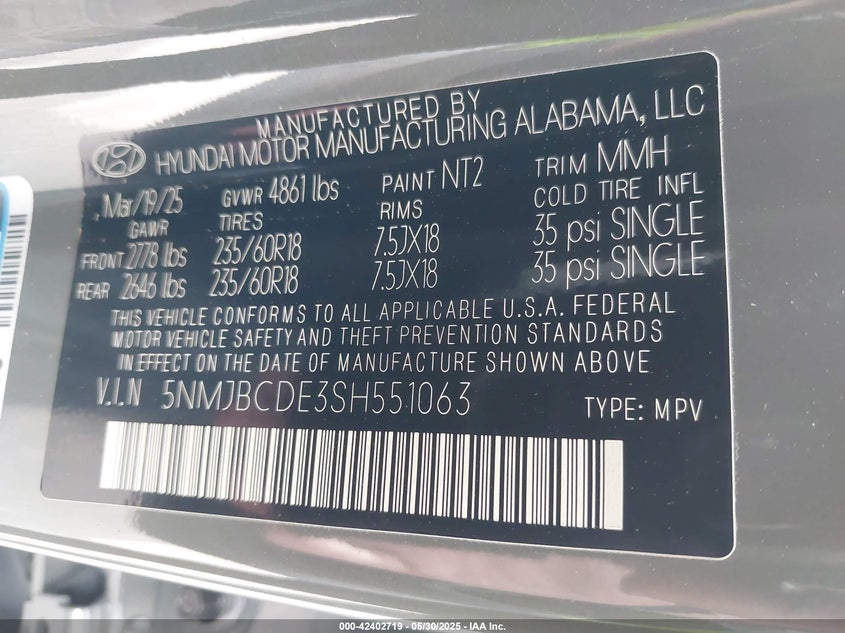 MANUFACTURED BY
HYUNDAI MOTOR MANUFACTURING ALABAMA, LLC
Mar/19/25 GVWR 4861 lbs PAINT NT2 TRIM MMH
GAWR TIRES RIMS COLD TIRE INFL
FRONT 2778 lbs 235/60R18 7.5JX18 35 psi SINGLE
REAR 2646 lbs 235/60R18 7.5JX18 35 psi SINGLE
THIS VEHICLE CONFORMS TO ALL APPLICABLE U.S.A. FEDERAL
MOTOR VEHICLE SAFETY AND THEFT PREVENTION STANDARDS
IN EFFECT ON THE DATE OF MANUFACTURE SHOWN ABOVE
V.I.N 5NMJBCDE3SH551063 TYPE: MPV
000-42402719 - 05/30/2025 - IAA Inc.